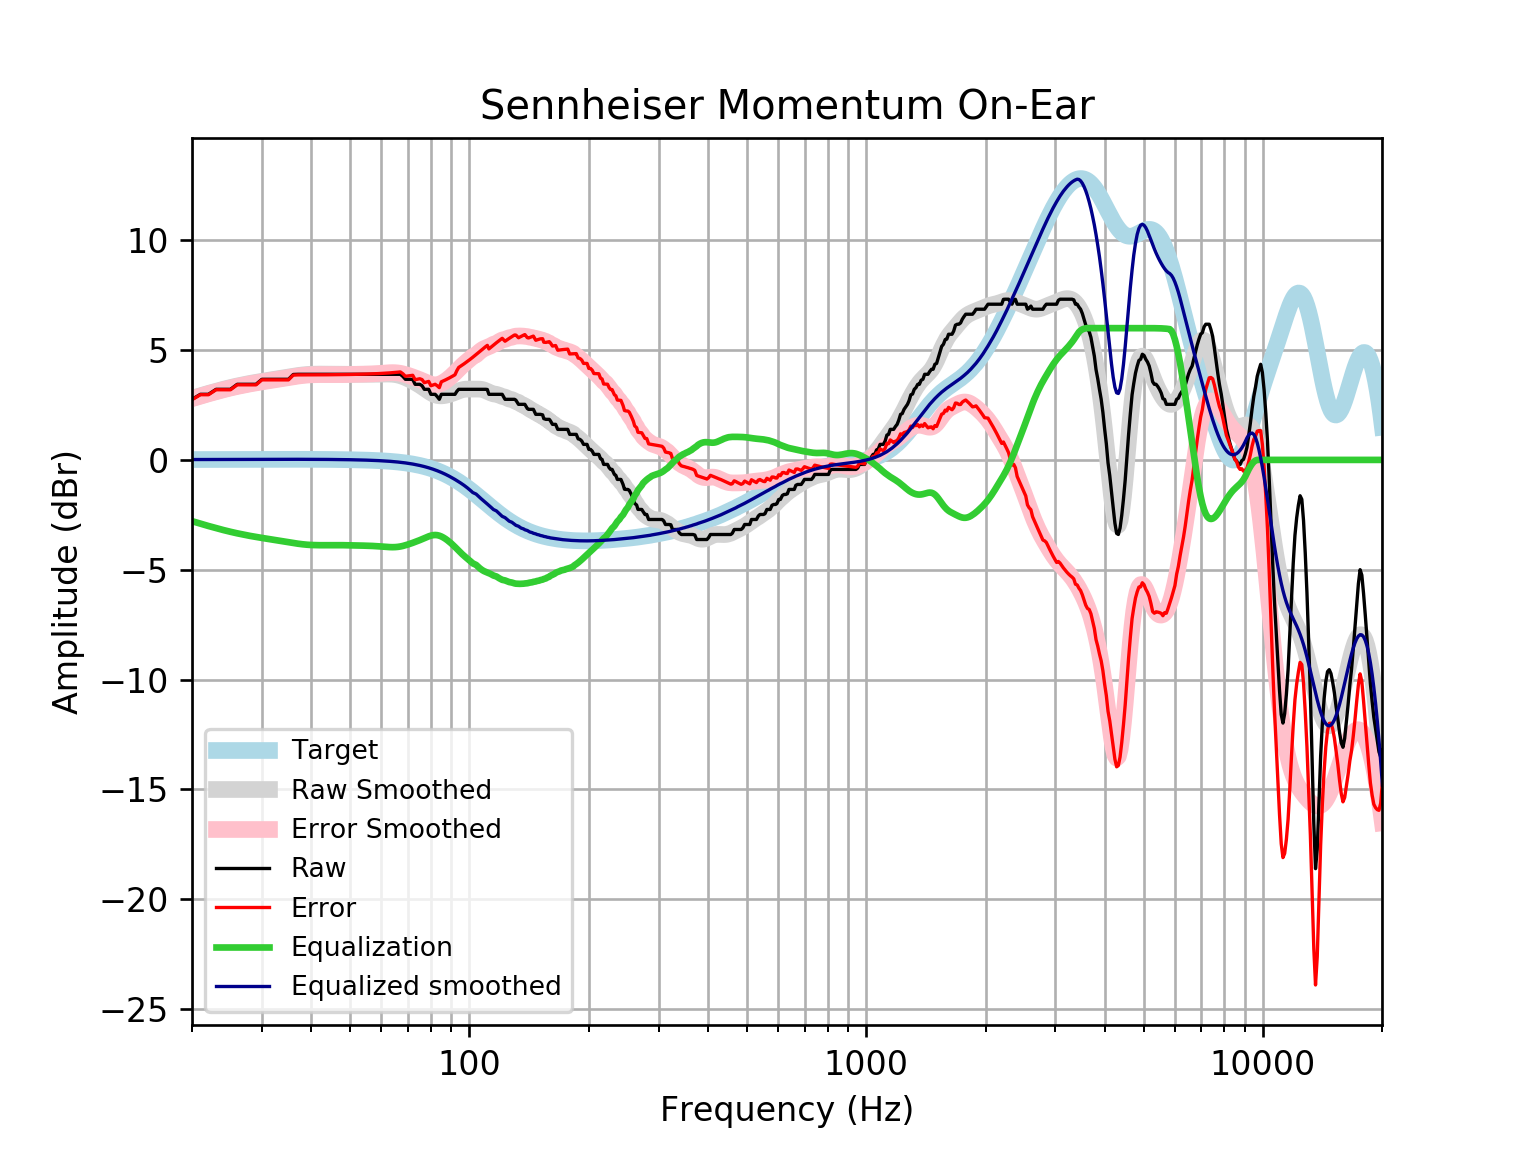 Sennheiser Momentum On-Ear
Amplitude (dBr)
10
5
0
−5
−10
−15
−20
−25
Target
Raw Smoothed
Error Smoothed
Raw
Error
Equalization
Equalized smoothed
100
1000
10000
Frequency (Hz)